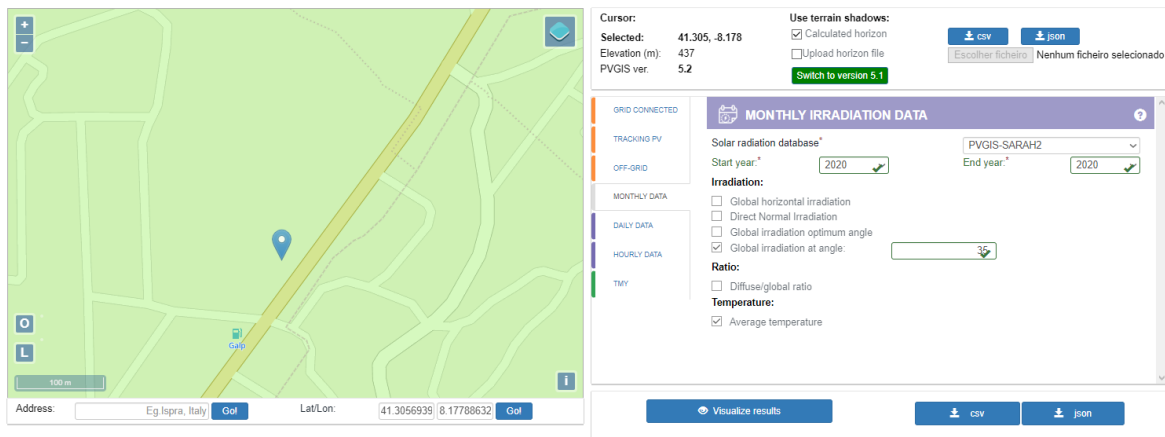 +
−
Galp
O
L
100 m
i
Address:
Eg.Ispra, Italy
Go!
Lat/Lon:
41.3056939
8.17788632
Go!
Cursor:
Selected: 41.305, -8.178
Elevation (m): 437
PVGIS ver. 5.2
Use terrain shadows:
Calculated horizon
Upload horizon file
Switch to version 5.1
csv
json
Escolher ficheiro Nenhum ficheiro selecionado
GRID CONNECTED
TRACKING PV
OFF-GRID
MONTHLY DATA
DAILY DATA
HOURLY DATA
TMY
MONTHLY IRRADIATION DATA
?
Solar radiation database* PVGIS-SARAH2
Start year:* 2020 End year:* 2020
Irradiation:
Global horizontal irradiation
Direct Normal Irradiation
Global irradiation optimum angle
Global irradiation at angle: 35
Ratio:
Diffuse/global ratio
Temperature:
Average temperature
Visualize results
csv
json